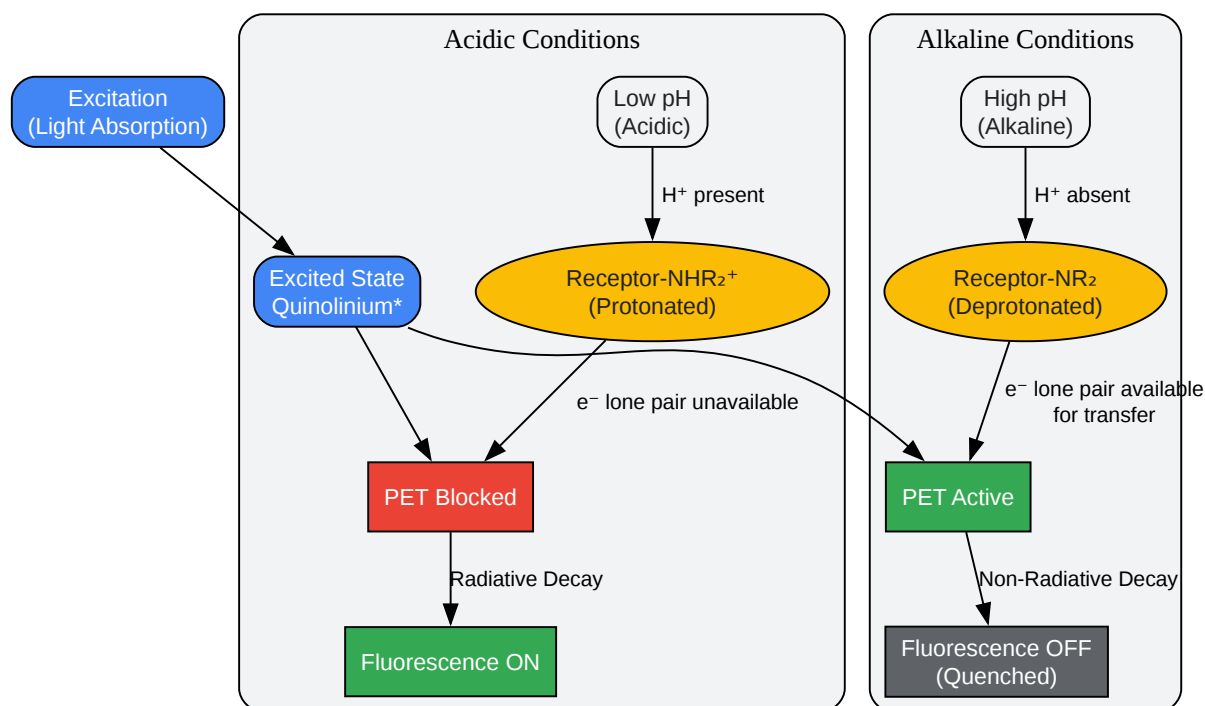 Acidic Conditions
Alkaline Conditions
Excitation
(Light Absorption)
Low pH
(Acidic)
High pH
(Alkaline)
H⁺ present
H⁺ absent
Excited State
Quinolinium*
Receptor-NHR₂⁺
(Protonated)
Receptor-NR₂
(Deprotonated)
e⁻ lone pair unavailable
e⁻ lone pair available
for transfer
PET Blocked
PET Active
Radiative Decay
Non-Radiative Decay
Fluorescence ON
Fluorescence OFF
(Quenched)